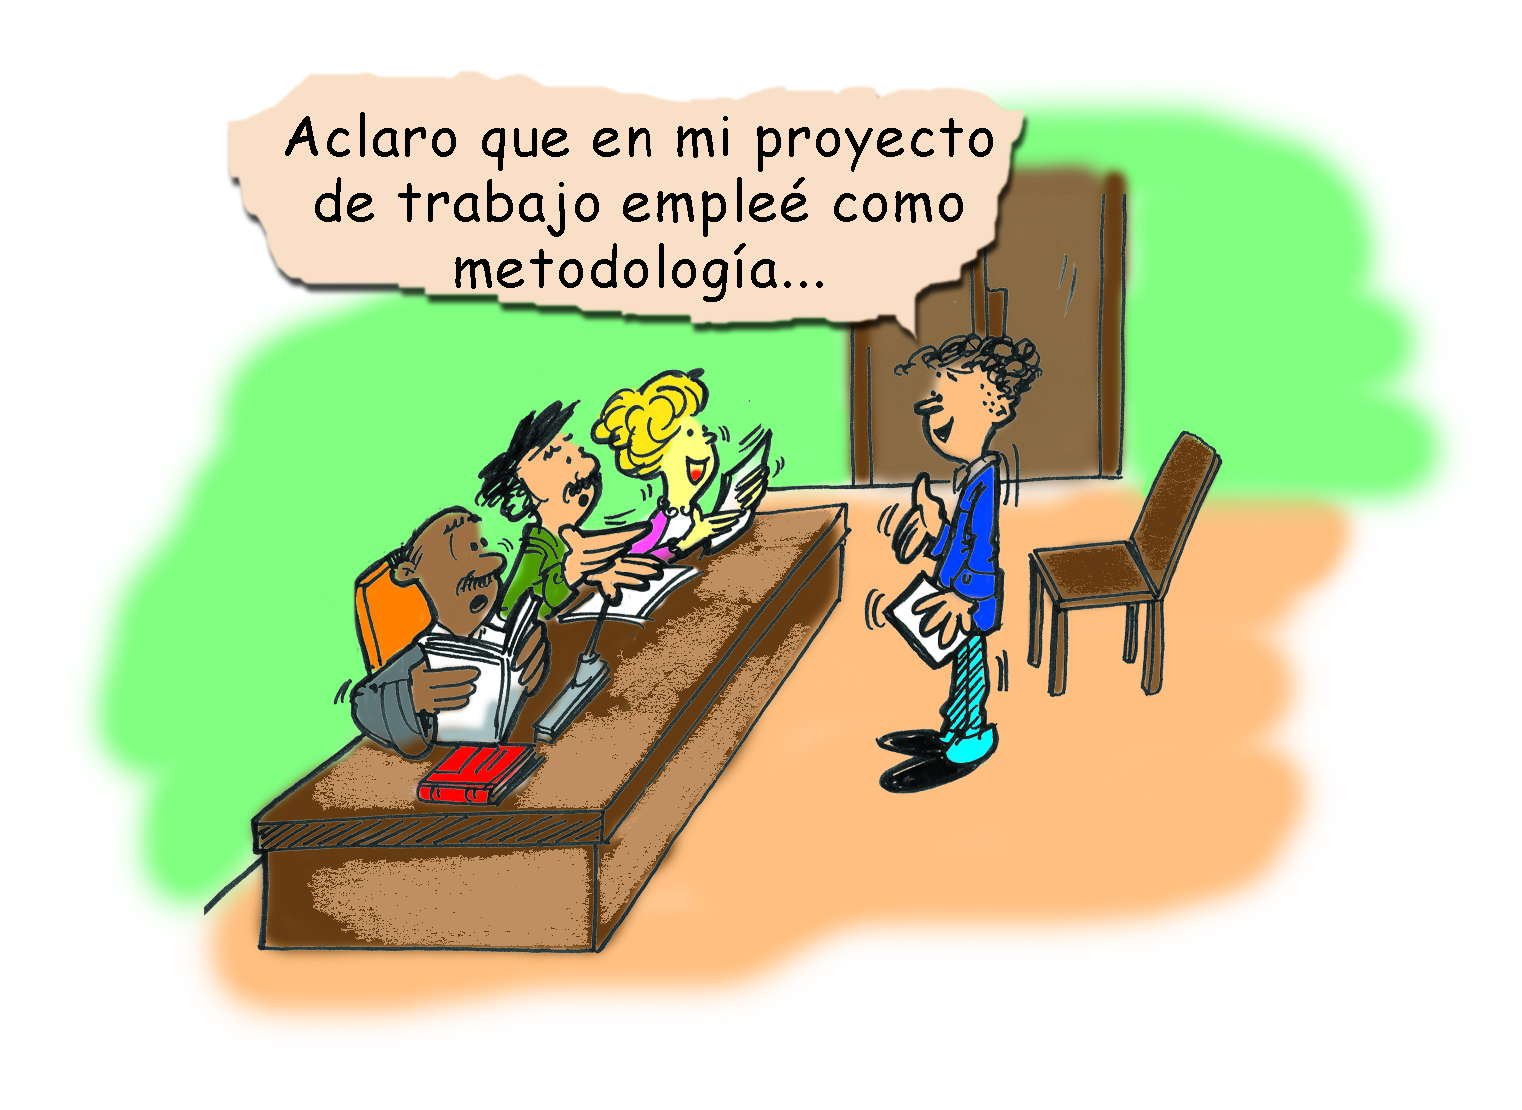 Aclaro que en mi proyecto
de trabajo empleé como
metodología...